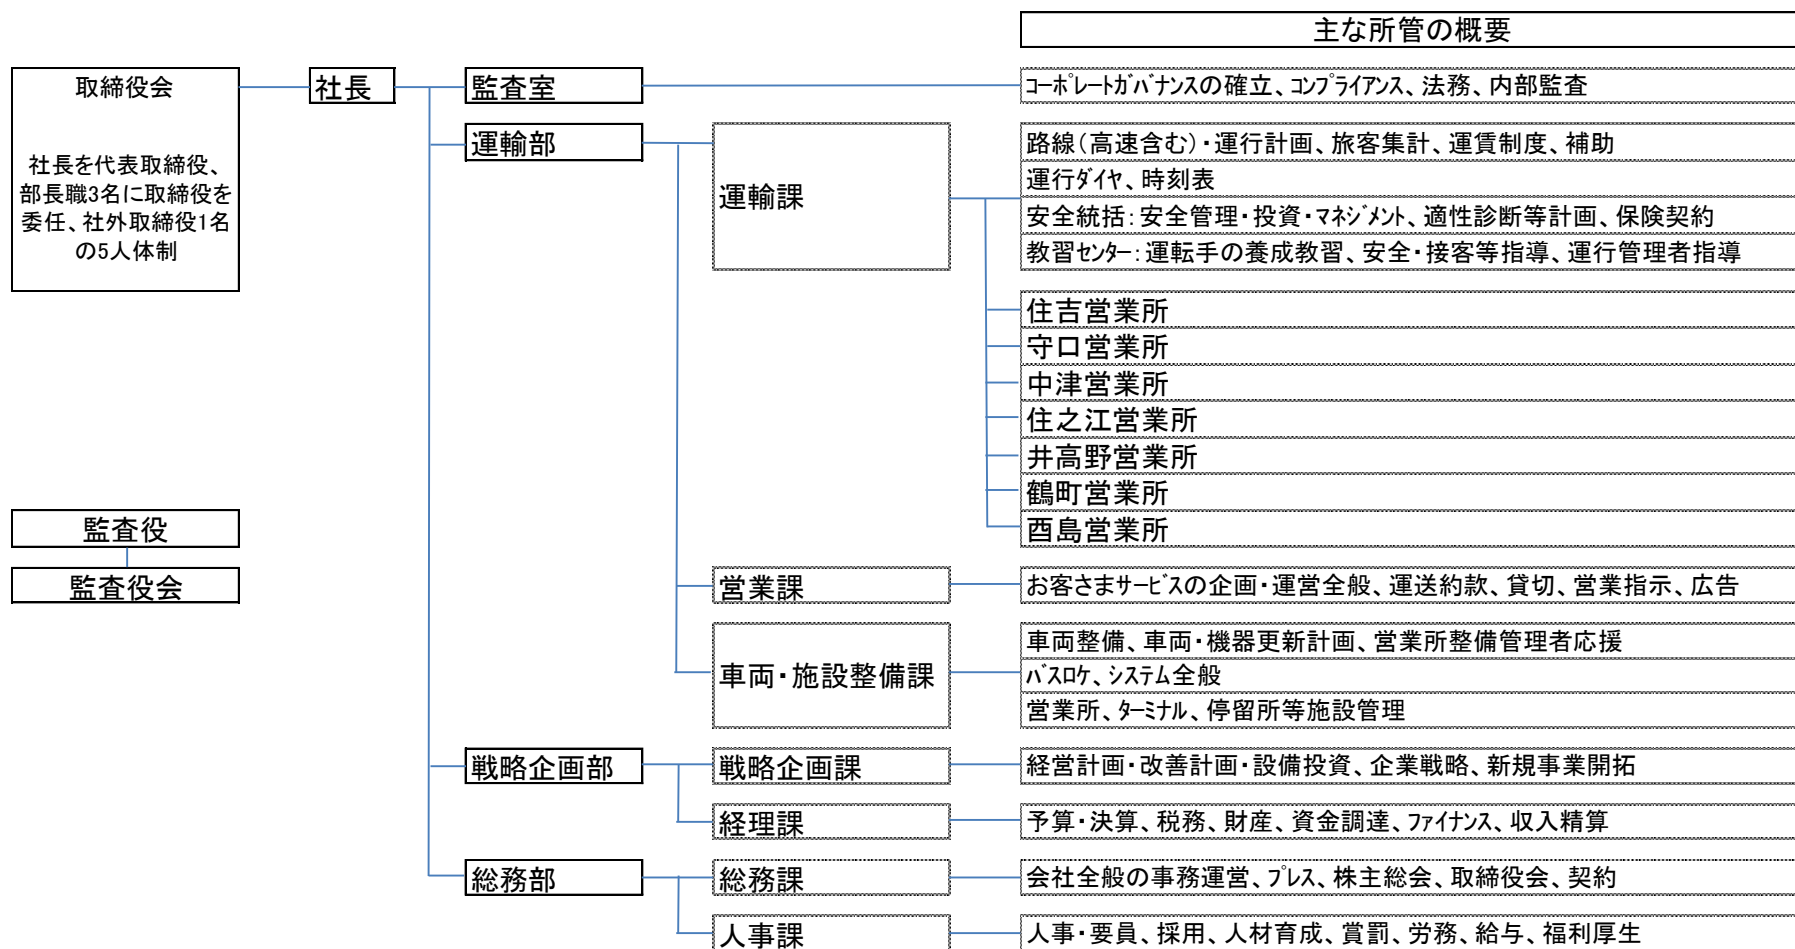 主な所管の概要
取締役会
社長を代表取締役、
部長職3名に取締役を
委任、社外取締役1名
の5人体制
社長
監査室
コーポレートガバナンスの確立、コンプライアンス、法務、内部監査
運輸部
運輸課
路線（高速含む）・運行計画、旅客集計、運賃制度、補助
運行ダイヤ、時刻表
安全統括：安全管理・投資・マネジメント、適性診断等計画、保険契約
教習センター：運転手の養成教習、安全・接客等指導、運行管理者指導
住吉営業所
守口営業所
中津営業所
住之江営業所
井高野営業所
鶴町営業所
酉島営業所
監査役
監査役会
営業課
お客さまサービスの企画・運営全般、運送約款、貸切、営業指示、広告
車両・施設整備課
車両整備、車両・機器更新計画、営業所整備管理者応援
バスロケ、システム全般
営業所、ターミナル、停留所等施設管理
戦略企画部
戦略企画課
経営計画・改善計画・設備投資、企業戦略、新規事業開拓
経理課
予算・決算、税務、財産、資金調達、ファイナンス、収入精算
総務部
総務課
会社全般の事務運営、プレス、株主総会、取締役会、契約
人事課
人事・要員、採用、人材育成、賞罰、労務、給与、福利厚生